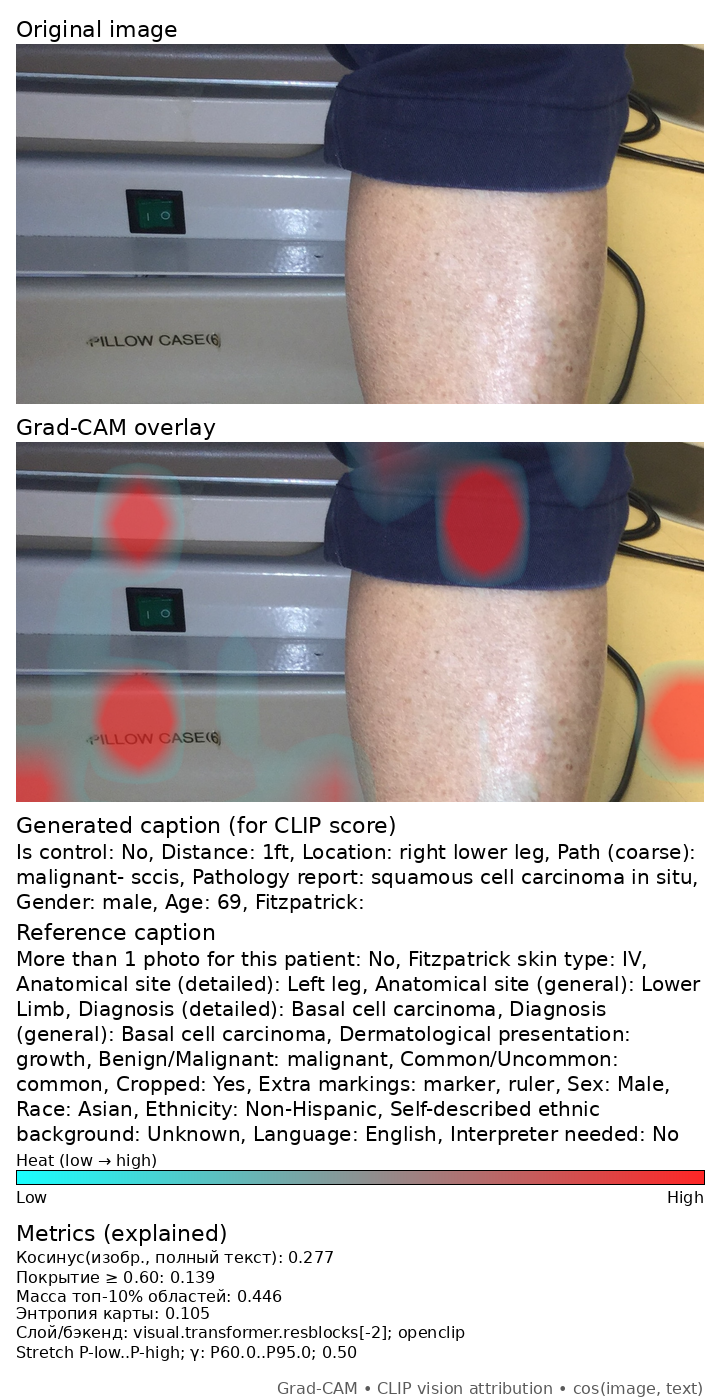 Original image
PILLOW CASE(6)
Grad-CAM overlay
PILLOW CASE(6)
Generated caption (for CLIP score)
Is control: No, Distance: 1ft, Location: right lower leg, Path (coarse):
malignant- sccis, Pathology report: squamous cell carcinoma in situ,
Gender: male, Age: 69, Fitzpatrick:
Reference caption
More than 1 photo for this patient: No, Fitzpatrick skin type: IV,
Anatomical site (detailed): Left leg, Anatomical site (general): Lower
Limb, Diagnosis (detailed): Basal cell carcinoma, Diagnosis
(general): Basal cell carcinoma, Dermatological presentation:
growth, Benign/Malignant: malignant, Common/Uncommon:
common, Cropped: Yes, Extra markings: marker, ruler, Sex: Male,
Race: Asian, Ethnicity: Non-Hispanic, Self-described ethnic
background: Unknown, Language: English, Interpreter needed: No
Heat (low → high)
Low High
Metrics (explained)
Косинус(изобр., полный текст): 0.277
Покрытие ≥ 0.60: 0.139
Масса топ-10% областей: 0.446
Энтропия карты: 0.105
Слой/бэкенд: visual.transformer.resblocks[-2]; openclip
Stretch P-low..P-high; γ: P60.0..P95.0; 0.50
Grad-CAM • CLIP vision attribution • cos(image, text)